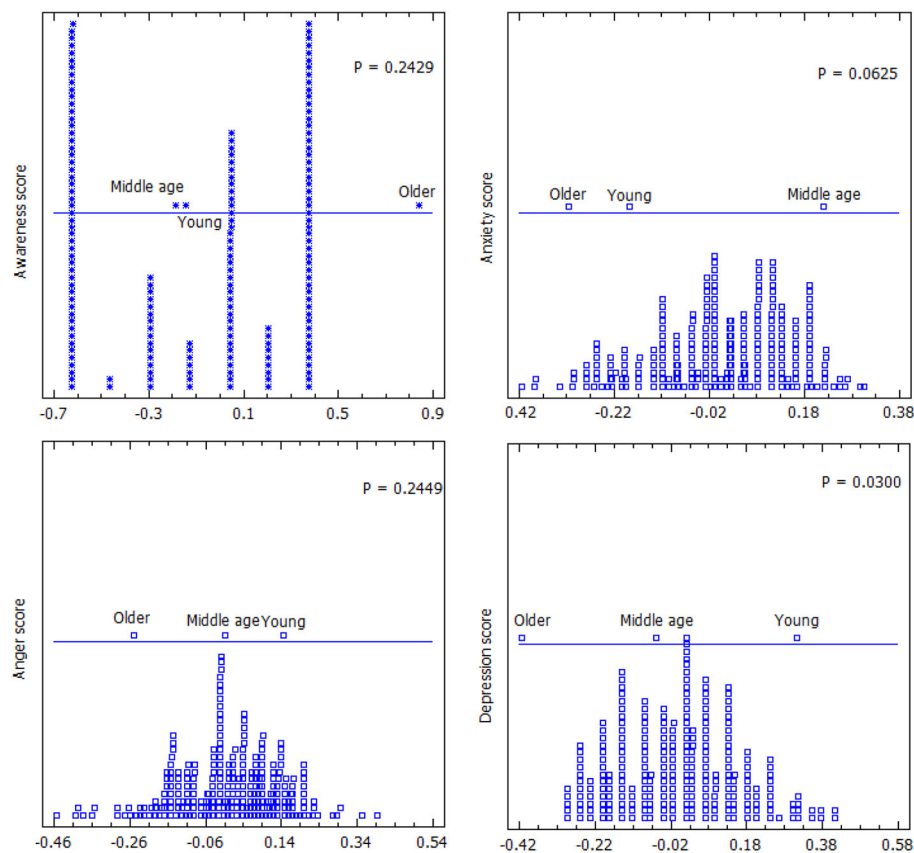 P = 0.2429
Awareness score
Middle age
Older
Young
-0.7 -0.3 0.1 0.5 0.9
P = 0.0625
Anxiety score
Older Young Middle age
0.42 -0.22 -0.02 0.18 0.38
P = 0.2449
Anger score
Older Middle age Young
-0.46 -0.26 -0.06 0.14 0.34 0.54
P = 0.0300
Depression score
Older Middle age Young
-0.42 -0.22 -0.02 0.18 0.38 0.58